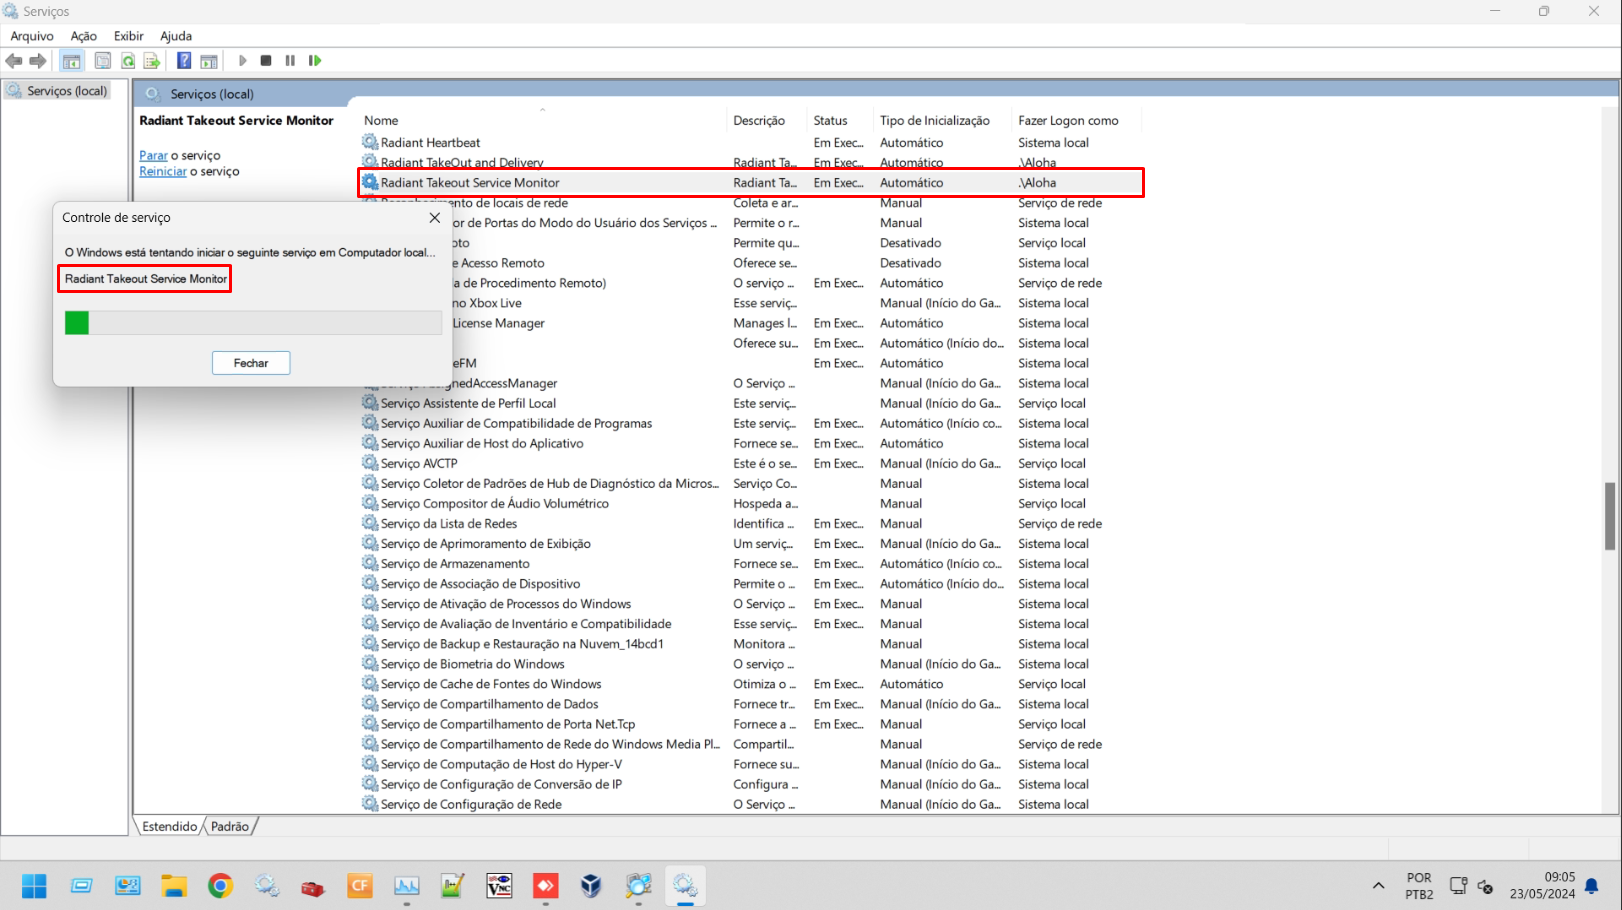 Serviços
Arquivo Ação Exibir Ajuda
Serviços (local)
Serviços (local)
Radiant Takeout Service Monitor
Parar o serviço
Reiniciar o serviço
Nome Descrição Status Tipo de Inicialização Fazer Logon como
Radiant Heartbeat Em Exec... Automático Sistema local
Radiant TakeOut and Delivery Radiant Ta... Em Exec... Automático .\Aloha
Radiant Takeout Service Monitor Radiant Ta... Em Exec... Automático .\Aloha
Reconhecimento de locais de rede Coleta e ar... Manual Serviço de rede
or de Portas do Modo do Usuário dos Serviços ... Permite o r... Manual Sistema local
oto Permite qu... Desativado Serviço local
e Acesso Remoto Oferece se... Desativado Sistema local
a de Procedimento Remoto) O serviço ... Em Exec... Automático Serviço de rede
no Xbox Live Esse serviç... Manual (Início do Ga... Sistema local
License Manager Manages l... Em Exec... Automático Sistema local
Oferece su... Em Exec... Automático (Início do... Sistema local
eFM Em Exec... Automático Sistema local
AssignedAccessManager O Serviço ... Manual (Início do Ga... Sistema local
Serviço Assistente de Perfil Local Este serviç... Manual (Início do Ga... Serviço local
Serviço Auxiliar de Compatibilidade de Programas Este serviç... Em Exec... Automático (Início co... Sistema local
Serviço Auxiliar de Host do Aplicativo Fornece se... Em Exec... Automático Sistema local
Serviço AVCTP Este é o se... Em Exec... Manual (Início do Ga... Serviço local
Serviço Coletor de Padrões de Hub de Diagnóstico da Micros... Serviço Co... Manual Sistema local
Serviço Compositor de Áudio Volumétrico Hospeda a... Manual Serviço local
Serviço da Lista de Redes Identifica ... Em Exec... Manual Serviço de rede
Serviço de Aprimoramento de Exibição Um serviç... Em Exec... Manual (Início do Ga... Sistema local
Serviço de Armazenamento Fornece se... Em Exec... Automático (Início co... Sistema local
Serviço de Associação de Dispositivo Permite o ... Em Exec... Automático (Início do... Sistema local
Serviço de Ativação de Processos do Windows O Serviço ... Em Exec... Manual Sistema local
Serviço de Avaliação de Inventário e Compatibilidade Esse serviç... Em Exec... Manual Sistema local
Serviço de Backup e Restauração na Nuvem_14bcd1 Monitora ... Manual Sistema local
Serviço de Biometria do Windows O serviço ... Manual (Início do Ga... Sistema local
Serviço de Cache de Fontes do Windows Otimiza o ... Em Exec... Automático Serviço local
Serviço de Compartilhamento de Dados Fornece tr... Em Exec... Manual (Início do Ga... Sistema local
Serviço de Compartilhamento de Porta Net.Tcp Fornece a ... Em Exec... Manual Serviço local
Serviço de Compartilhamento de Rede do Windows Media Pl... Compartil... Manual Serviço de rede
Serviço de Computação de Host do Hyper-V Fornece su... Manual (Início do Ga... Sistema local
Serviço de Configuração de Conversão de IP Configura ... Manual (Início do Ga... Sistema local
Serviço de Configuração de Rede O Serviço ... Manual (Início do Ga... Sistema local
Controle de serviço
O Windows está tentando iniciar o seguinte serviço em Computador local...
Radiant Takeout Service Monitor
Fechar
Estendido Padrão
CF
VNC
POR
PTB2
09:05
23/05/2024